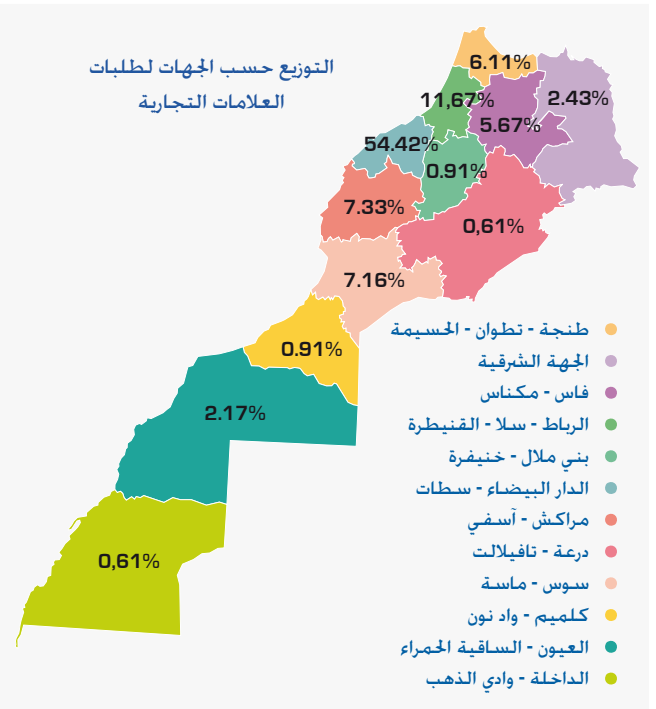 التوزيع حسب الجهات لطلبات
العلامات التجارية
6.11%
2.43%
11,67%
5.67%
54.42%
0.91%
7.33%
0,61%
7.16%
0.91%
2.17%
0,61%
طنجة - تطوان - الحسيمة
الجهة الشرقية
فاس - مكناس
الرباط - سلا - القنيطرة
بني ملال - خنيفرة
الدار البيضاء - سطات
مراكش - آسفي
درعة - تافيلالت
سوس - ماسة
كلميم - واد نون
العيون - الساقية الحمراء
الداخلة - وادي الذهب